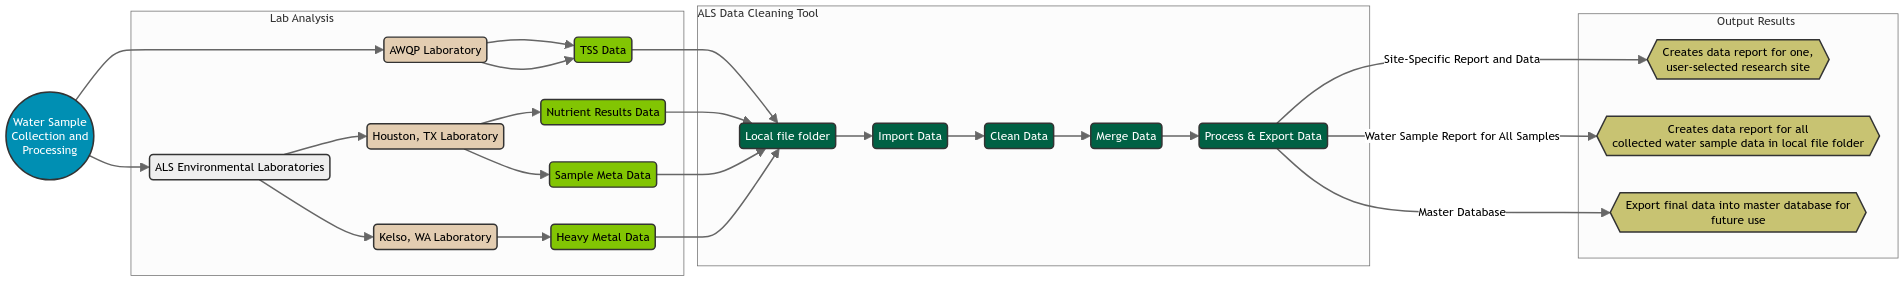 Lab Analysis
ALS Data Cleaning Tool
Output Results
Water Sample
Collection and
Processing
AWQP Laboratory
TSS Data
ALS Environmental Laboratories
Houston, TX Laboratory
Nutrient Results Data
Sample Meta Data
Kelso, WA Laboratory
Heavy Metal Data
Local file folder
Import Data
Clean Data
Merge Data
Process & Export Data
Site-Specific Report and Data
Creates data report for one,
user-selected research site
Water Sample Report for All Samples
Creates data report for all
collected water sample data in local file folder
Master Database
Export final data into master database for
future use